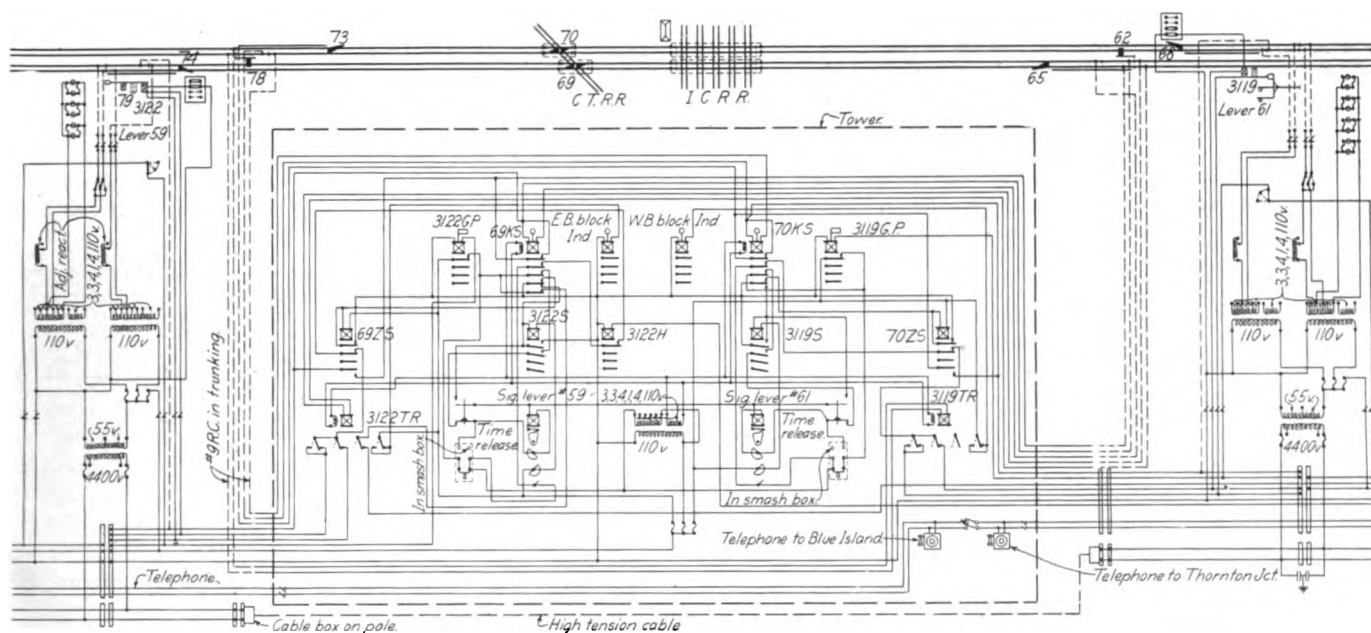 73
70
62
66
74
78
69
65
C.T.R.R.
I C R R.
79
3122
3119
Lever 59
Lever 61
Tower.
3122G.P
69KS
E.B. block Ind.
W.B. block Ind
70KS
3119G.P.
Adj. react.
3,3,4,1,4,110v.
3,3,4,1,4,110v.
69ZS
3122S
3122H
3119S
70ZS
110v
110v
110v
110v
Sig. lever #59
3,3,4,1,4,110v
Sig. lever #61
3122TR
Time release.
110v
Time release.
3119TR
#9 R.C. in trunking
55v.
55v.
4400v
4400v
In smash box.
In smash box.
Telephone to Blue Island
Telephone to Thornton Jct.
Telephone.
Cable box on pole.
High tension cable